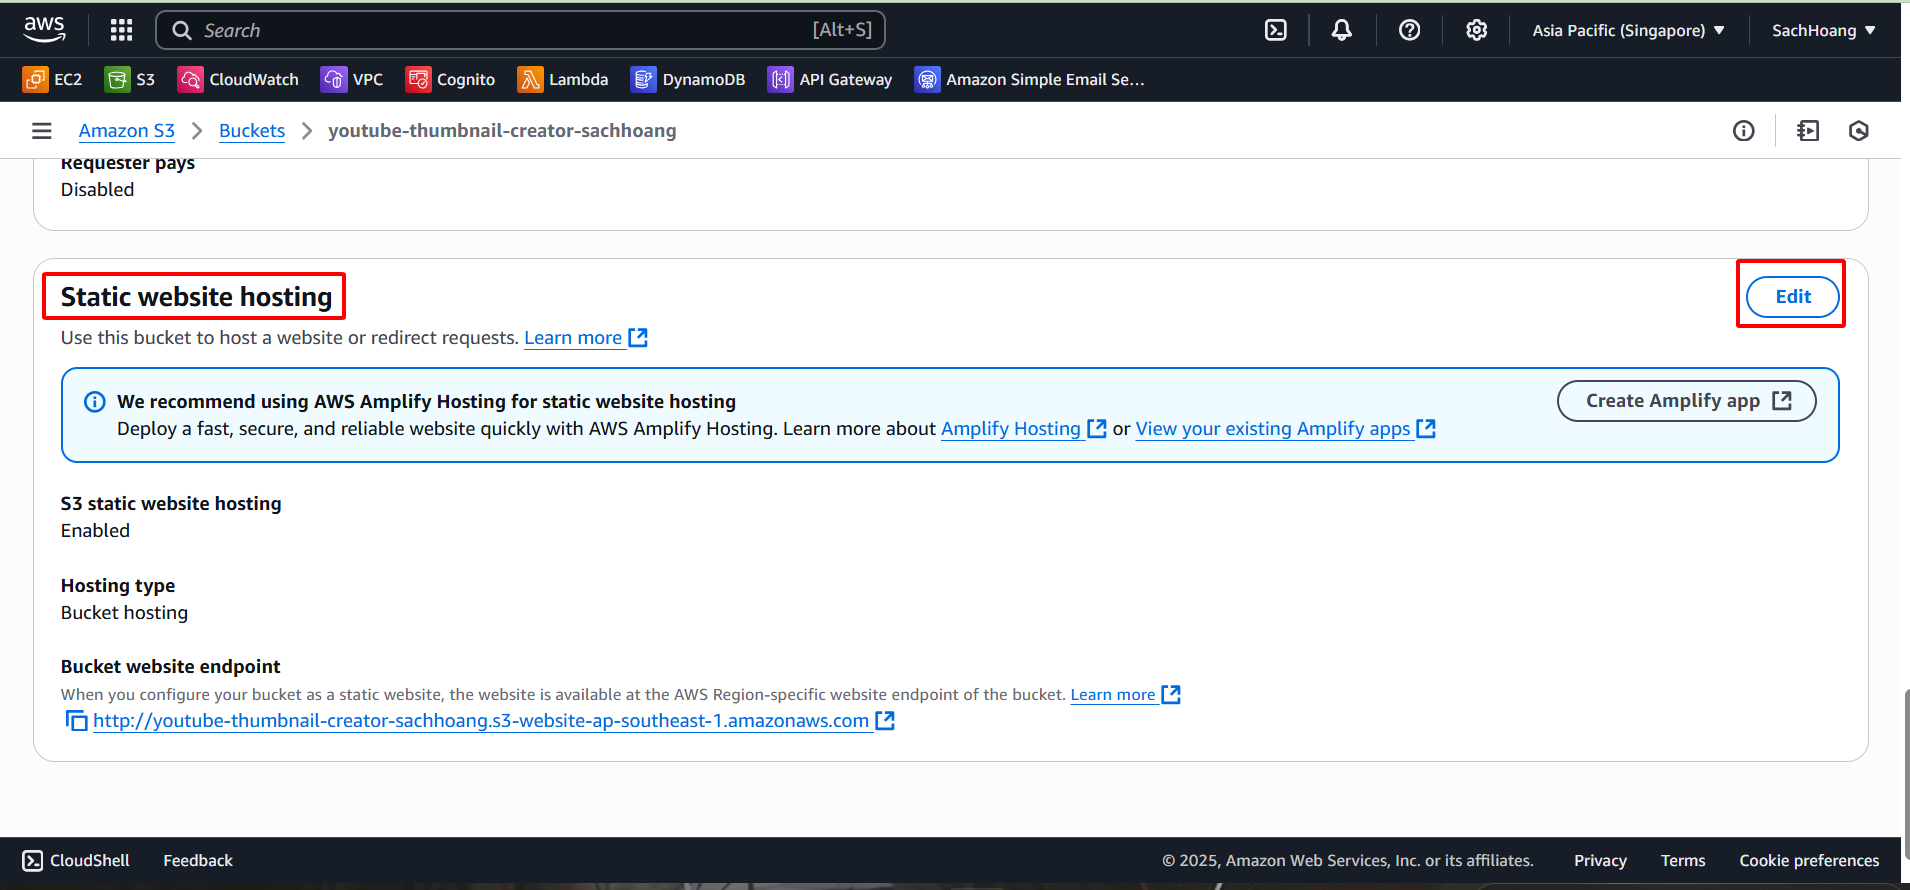 aws
Search [Alt+S]
Asia Pacific (Singapore)
SachHoang
EC2 S3 CloudWatch VPC Cognito Lambda DynamoDB API Gateway Amazon Simple Email Se...
Amazon S3 > Buckets > youtube-thumbnail-creator-sachhoang
Requester pays
Disabled
Static website hosting
Edit
Use this bucket to host a website or redirect requests. Learn more
We recommend using AWS Amplify Hosting for static website hosting
Create Amplify app
Deploy a fast, secure, and reliable website quickly with AWS Amplify Hosting. Learn more about Amplify Hosting or View your existing Amplify apps
S3 static website hosting
Enabled
Hosting type
Bucket hosting
Bucket website endpoint
When you configure your bucket as a static website, the website is available at the AWS Region-specific website endpoint of the bucket. Learn more
http://youtube-thumbnail-creator-sachhoang.s3-website-ap-southeast-1.amazonaws.com
CloudShell Feedback © 2025, Amazon Web Services, Inc. or its affiliates. Privacy Terms Cookie preferences